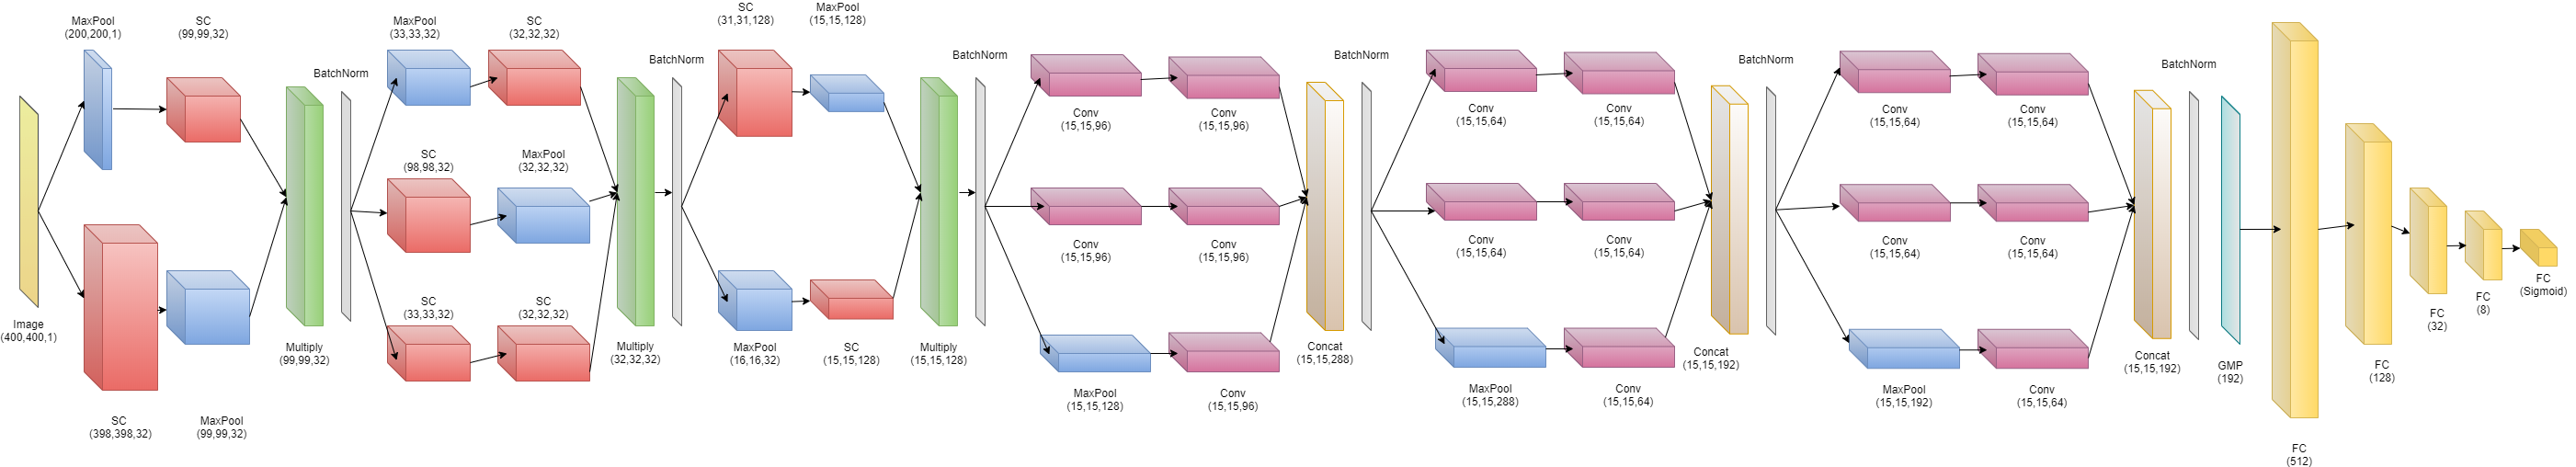 Image
(400,400,1)
MaxPool
(200,200,1)
SC
(99,99,32)
SC
(398,398,32)
MaxPool
(99,99,32)
Multiply
(99,99,32)
BatchNorm
MaxPool
(33,33,32)
SC
(32,32,32)
SC
(98,98,32)
MaxPool
(32,32,32)
SC
(33,33,32)
SC
(32,32,32)
Multiply
(32,32,32)
BatchNorm
SC
(31,31,128)
MaxPool
(15,15,128)
MaxPool
(16,16,32)
SC
(15,15,128)
Multiply
(15,15,128)
BatchNorm
Conv
(15,15,96)
Conv
(15,15,96)
Conv
(15,15,96)
Conv
(15,15,96)
MaxPool
(15,15,128)
Conv
(15,15,96)
Concat
(15,15,288)
BatchNorm
Conv
(15,15,64)
Conv
(15,15,64)
Conv
(15,15,64)
Conv
(15,15,64)
MaxPool
(15,15,288)
Conv
(15,15,64)
Concat
(15,15,192)
BatchNorm
Conv
(15,15,64)
Conv
(15,15,64)
Conv
(15,15,64)
Conv
(15,15,64)
MaxPool
(15,15,192)
Conv
(15,15,64)
Concat
(15,15,192)
BatchNorm
GMP
(192)
FC
(512)
FC
(128)
FC
(32)
FC
(8)
FC
(Sigmoid)